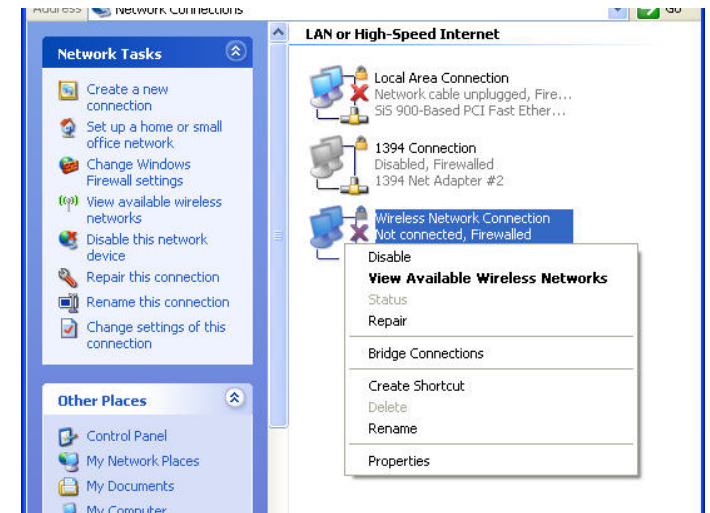 Address Network Connections Go
Network Tasks
Create a new
connection
Set up a home or small
office network
Change Windows
Firewall settings
View available wireless
networks
Disable this network
device
Repair this connection
Rename this connection
Change settings of this
connection
Other Places
Control Panel
My Network Places
My Documents
My Computer
LAN or High-Speed Internet
Local Area Connection
Network cable unplugged, Fire...
SiS 900-Based PCI Fast Ether...
1394 Connection
Disabled, Firewalled
1394 Net Adapter #2
Wireless Network Connection
Not connected, Firewalled
Disable
View Available Wireless Networks
Status
Repair
Bridge Connections
Create Shortcut
Delete
Rename
Properties